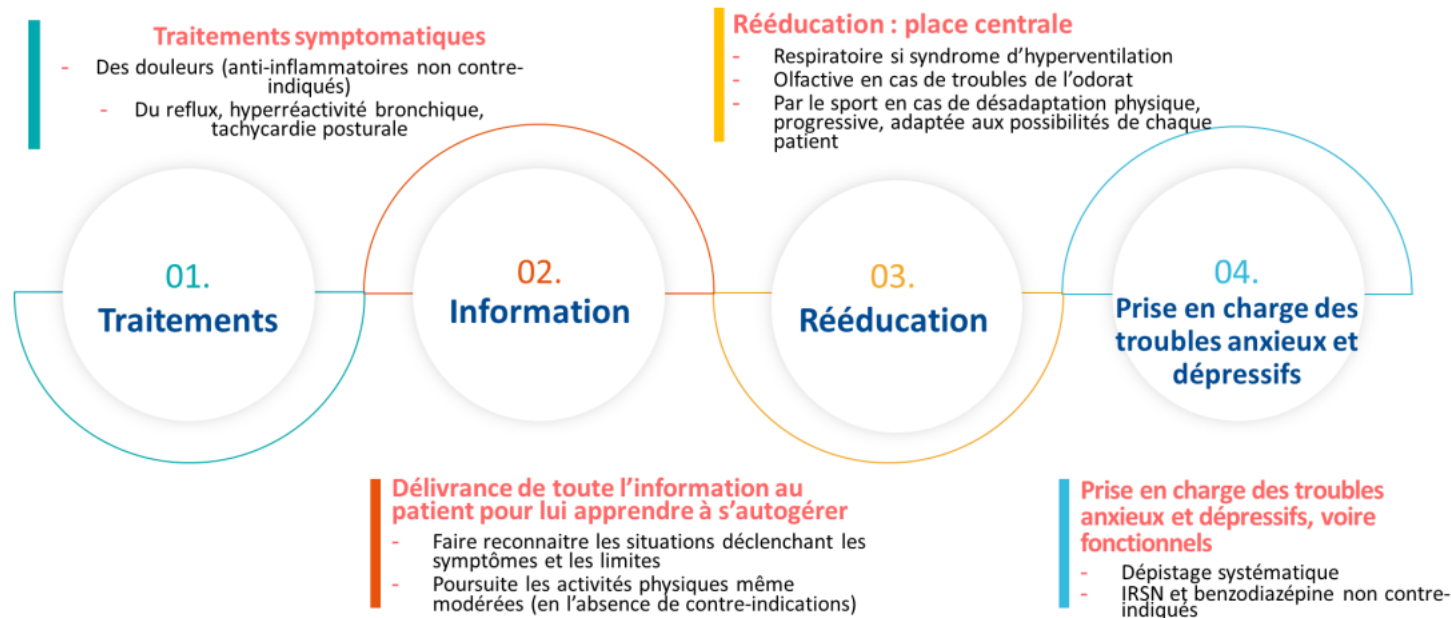 Traitements symptomatiques
- Des douleurs (anti-inflammatoires non contre-
indiqués)
- Du reflux, hyperréactivité bronchique,
tachycardie posturale
Rééducation : place centrale
- Respiratoire si syndrome d’hyperventilation
- Olfactive en cas de troubles de l’odorat
- Par le sport en cas de désadaptation physique,
progressive, adaptée aux possibilités de chaque
patient
01.
Traitements
02.
Information
03.
Rééducation
04.
Prise en charge des
troubles anxieux et
dépressifs
Délivrance de toute l’information au
patient pour lui apprendre à s’autogérer
- Faire reconnaitre les situations déclenchant les
symptômes et les limites
- Poursuite les activités physiques même
modérées (en l’absence de contre-indications)
Prise en charge des troubles
anxieux et dépressifs, voire
fonctionnels
- Dépistage systématique
- IRSN et benzodiazépine non contre-
indiqués